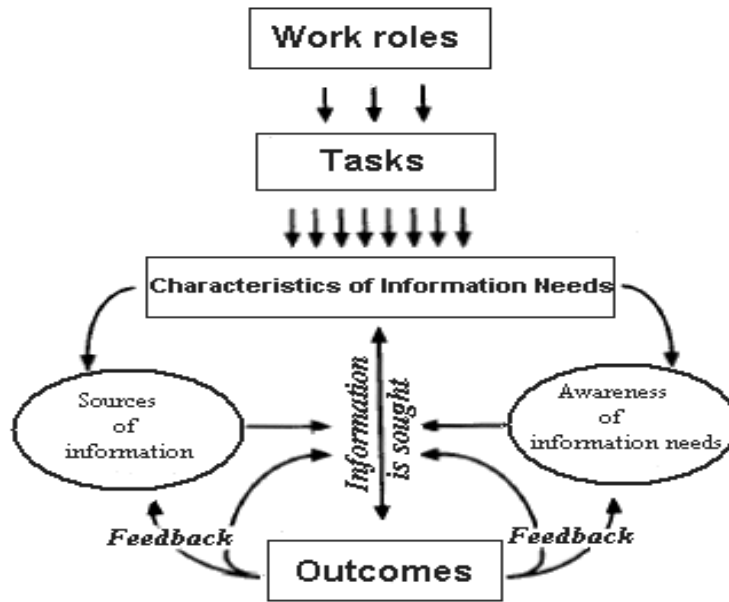 Work roles
Tasks
Characteristics of Information Needs
Sources
of
information
Information
is sought
Awareness
of
information needs
Feedback
Feedback
Outcomes